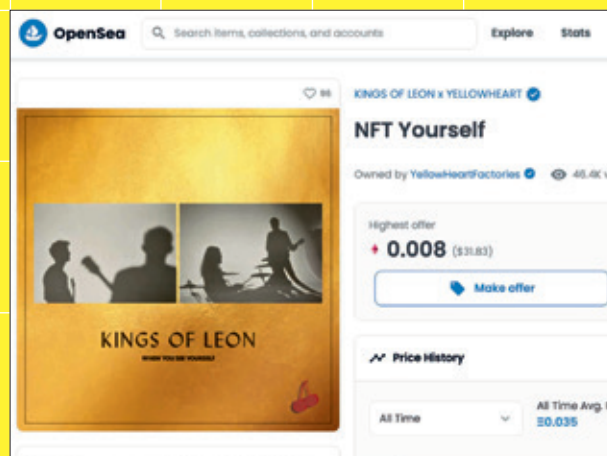 OpenSea
Search items, collections, and accounts
Explore
Stats
KINGS OF LEON x YELLOWHEART
NFT Yourself
Owned by YellowHeartFactories
46.4K v
Highest offer
0.008 ($31.83)
Make offer
KINGS OF LEON
WHEN YOU SEE YOURSELF
Price History
All Time
All Time Avg.
Ξ0.035